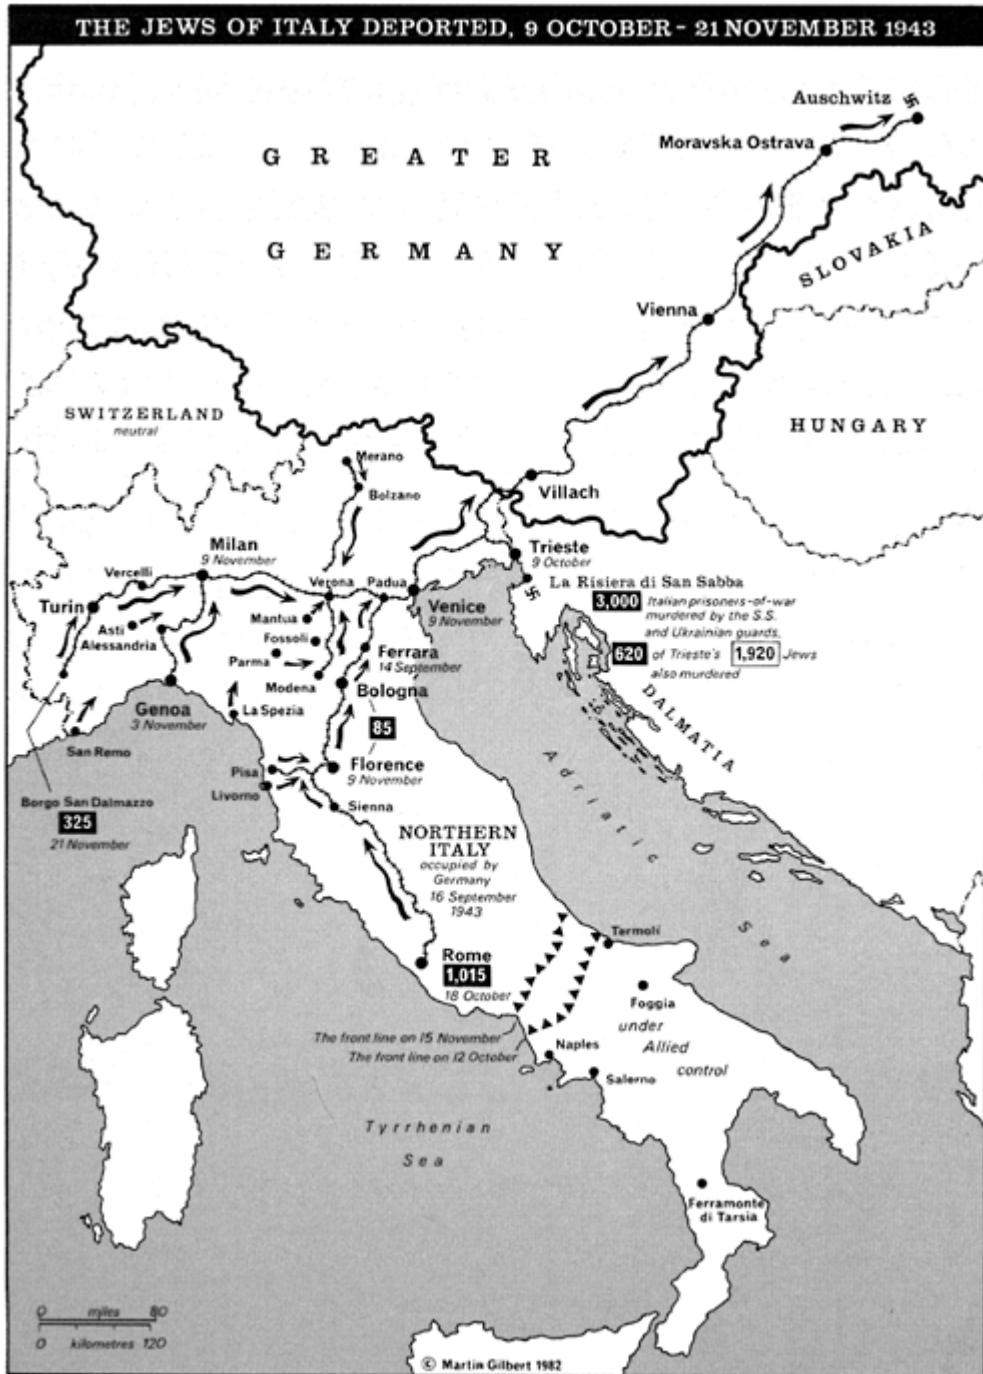 THE JEWS OF ITALY DEPORTED, 9 OCTOBER - 21 NOVEMBER 1943
Auschwitz
Moravska Ostrava
GREATER
GERMANY
SLOVAKIA
Vienna
SWITZERLAND
neutral
HUNGARY
Merano
Bolzano
Villach
Milan
9 November
Trieste
9 October
Vercelli
Verona
Padua
La Risiera di San Sabba
3,000 Italian prisoners-of-war
murdered by the S.S.
and Ukrainian guards.
620 of Trieste's 1,920 Jews
also murdered
Turin
Venice
9 November
Asti
Alessandria
Mantua
Fossoli
Parma
Modena
Ferrara
14 September
Bologna
85
DALMATIA
Genoa
3 November
La Spezia
San Remo
Pisa
Livorno
Florence
9 November
Sienna
Borgo San Dalmazzo
325
21 November
Adriatic
Sea
NORTHERN
ITALY
occupied by
Germany
16 September
1943
Termoli
Rome
1,015
18 October
Foggia
under
Allied
control
The front line on 15 November
The front line on 12 October
Naples
Salerno
Tyrrhenian
Sea
Ferramonte
di Tarsia
0 miles 80
0 kilometres 120
© Martin Gilbert 1982